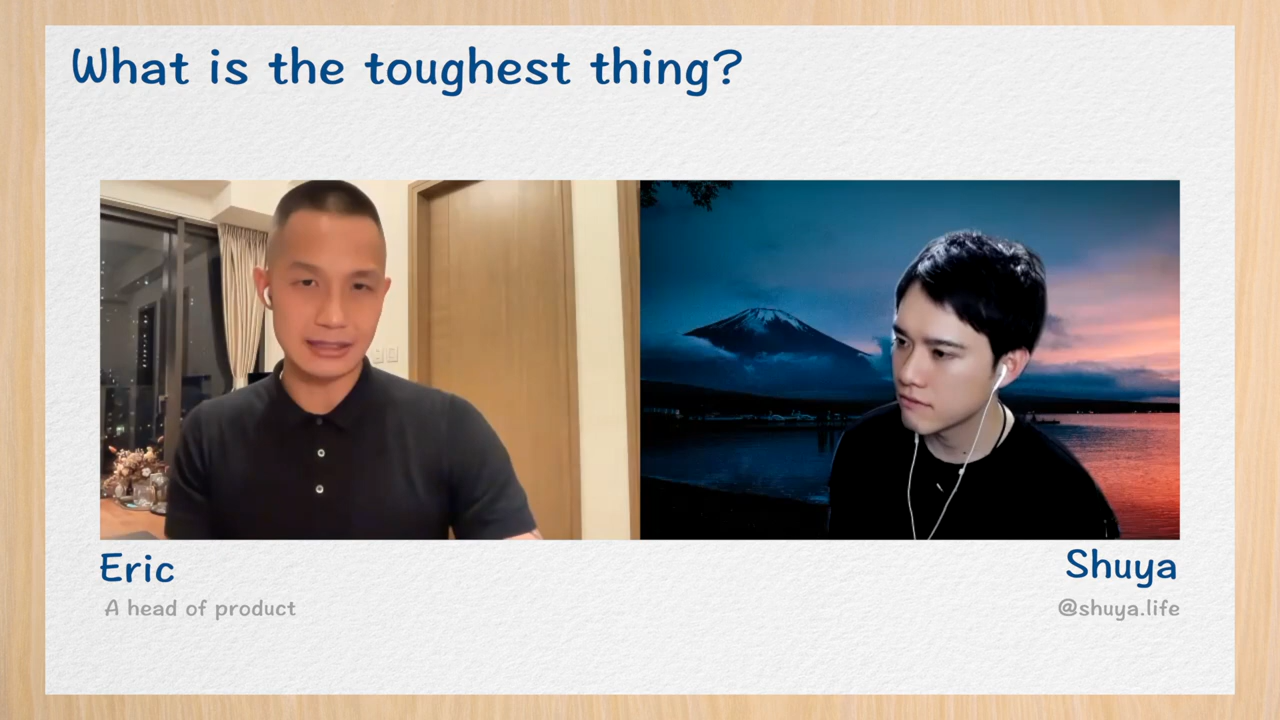 What is the toughest thing?
Eric
Shuya
A head of product
@shuya.life